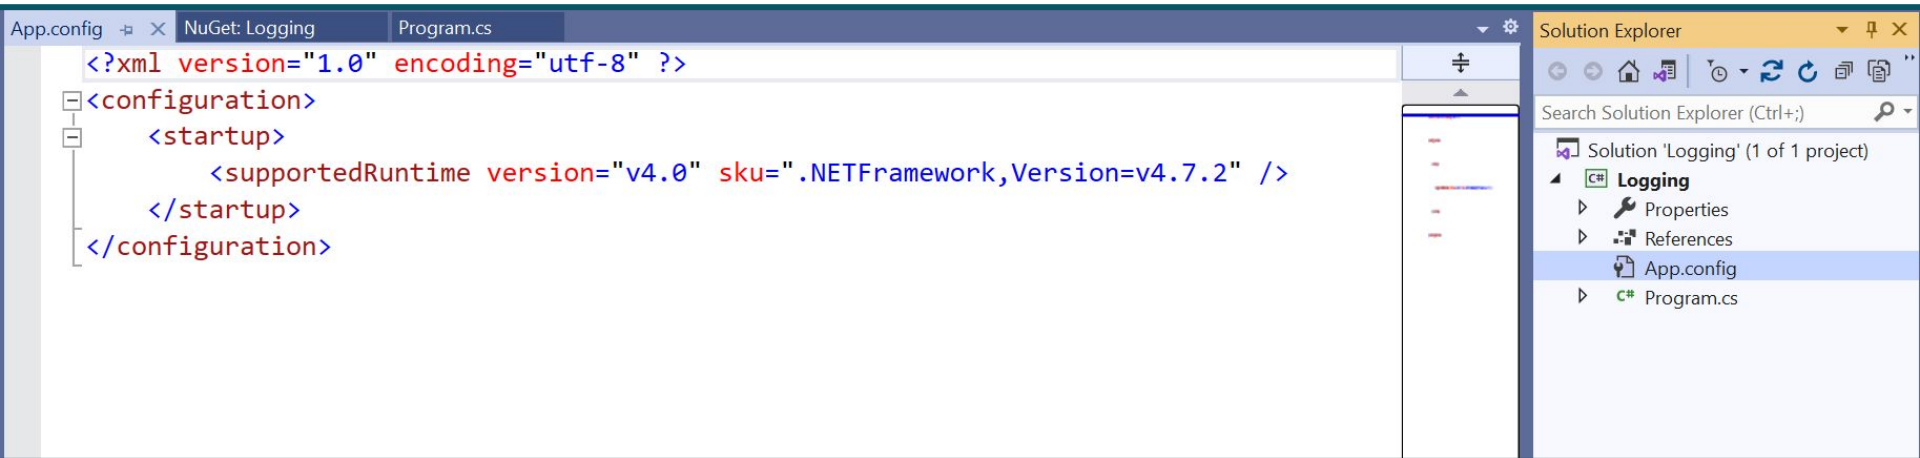 App.config
NuGet: Logging
Program.cs
<?xml version="1.0" encoding="utf-8" ?>
<configuration>
<startup>
<supportedRuntime version="v4.0" sku=".NETFramework,Version=v4.7.2" />
</startup>
</configuration>
Solution Explorer
Search Solution Explorer (Ctrl+;)
Solution 'Logging' (1 of 1 project)
C# Logging
Properties
References
App.config
C# Program.cs